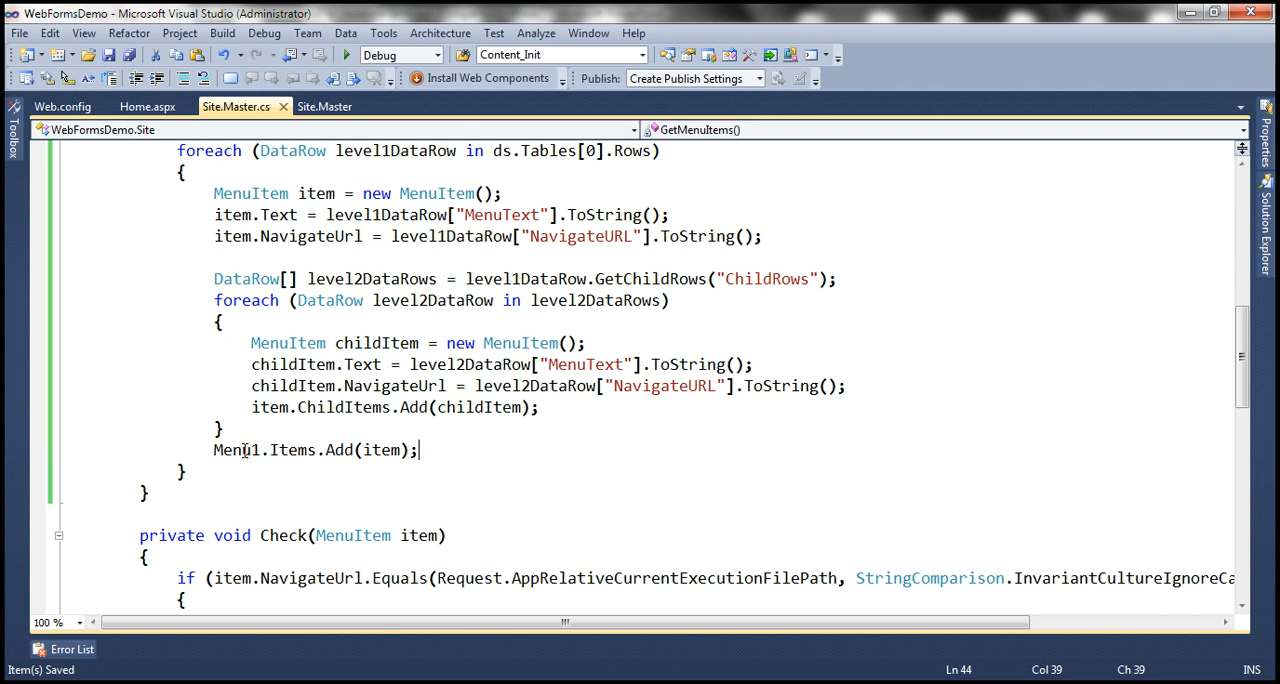 WebFormsDemo - Microsoft Visual Studio (Administrator)
File Edit View Refactor Project Build Debug Team Data Tools Architecture Test Analyze Window Help
Debug Content_Init
Install Web Components Publish: Create Publish Settings
Web.config Home.aspx Site.Master.cs Site.Master
WebFormsDemo.Site GetMenuItems()
foreach (DataRow level1DataRow in ds.Tables[0].Rows)
{
MenuItem item = new MenuItem();
item.Text = level1DataRow["MenuText"].ToString();
item.NavigateUrl = level1DataRow["NavigateURL"].ToString();
DataRow[] level2DataRows = level1DataRow.GetChildRows("ChildRows");
foreach (DataRow level2DataRow in level2DataRows)
{
MenuItem childItem = new MenuItem();
childItem.Text = level2DataRow["MenuText"].ToString();
childItem.NavigateUrl = level2DataRow["NavigateURL"].ToString();
item.ChildItems.Add(childItem);
}
Menu1.Items.Add(item);
}
}
private void Check(MenuItem item)
{
if (item.NavigateUrl.Equals(Request.AppRelativeCurrentExecutionFilePath, StringComparison.InvariantCultureIgnoreCa
{
100 %
Error List
Item(s) Saved Ln 44 Col 39 Ch 39 INS
Toolbox
Properties
Solution Explorer